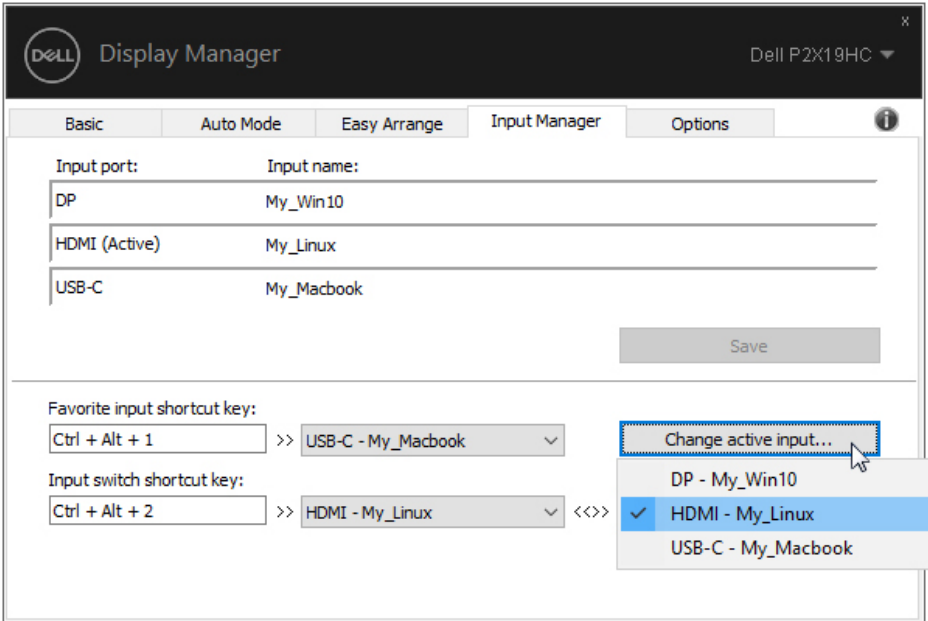 x
DELL Display Manager Dell P2X19HC
Basic Auto Mode Easy Arrange Input Manager Options i
Input port: Input name:
DP My_Win10
HDMI (Active) My_Linux
USB-C My_Macbook
Save
Favorite input shortcut key:
Ctrl + Alt + 1 >> USB-C - My_Macbook Change active input...
Input switch shortcut key:
DP - My_Win10
Ctrl + Alt + 2 >> HDMI - My_Linux <<>> HDMI - My_Linux
USB-C - My_Macbook